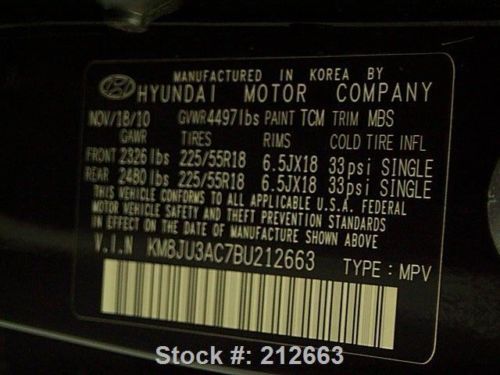 MANUFACTURED IN KOREA BY
HYUNDAI MOTOR COMPANY
NOV/18/10 GVWR 4497lbs PAINT TCM TRIM MBS
GAWR TIRES RIMS COLD TIRE INFL
FRONT 2326 lbs 225/55R18 6.5JX18 33psi SINGLE
REAR 2480 lbs 225/55R18 6.5JX18 33psi SINGLE
THIS VEHICLE CONFORMS TO ALL APPLICABLE U.S.A. FEDERAL
MOTOR VEHICLE SAFETY AND THEFT PREVENTION STANDARDS
IN EFFECT ON THE DATE OF MANUFACTURE SHOWN ABOVE
V.I.N KM8JU3AC7BU212663 TYPE : MPV
Stock #: 212663